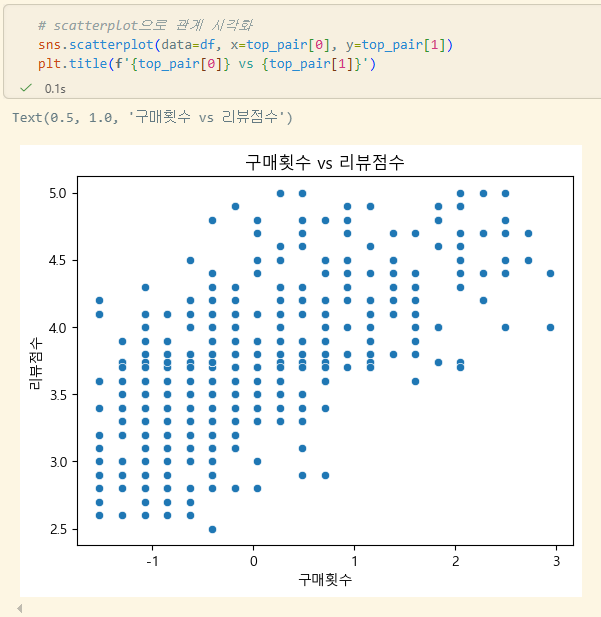 # scatterplot으로 관계 시각화
sns.scatterplot(data=df, x=top_pair[0], y=top_pair[1])
plt.title(f'{top_pair[0]} vs {top_pair[1]}')
0.1s
Text(0.5, 1.0, '구매횟수 vs 리뷰점수')
구매횟수 vs 리뷰점수
5.0
4.5
4.0
3.5
3.0
2.5
리뷰점수
-1 0 1 2 3
구매횟수